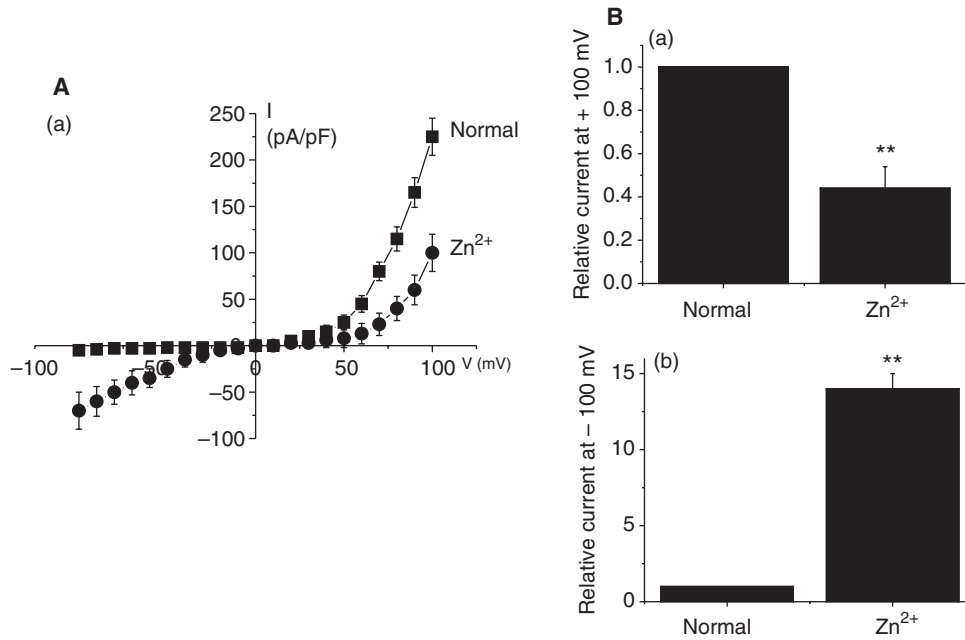 A
(a)
I
(pA/pF)
250
200
150
100
50
0
−50
−100
−100
−50
50
100
V (mV)
Normal
Zn2+
B
(a)
Relative current at + 100 mV
1.0
0.8
0.6
0.4
0.2
0.0
**
Normal
Zn2+
(b)
Relative current at − 100 mV
15
10
5
0
**
Normal
Zn2+